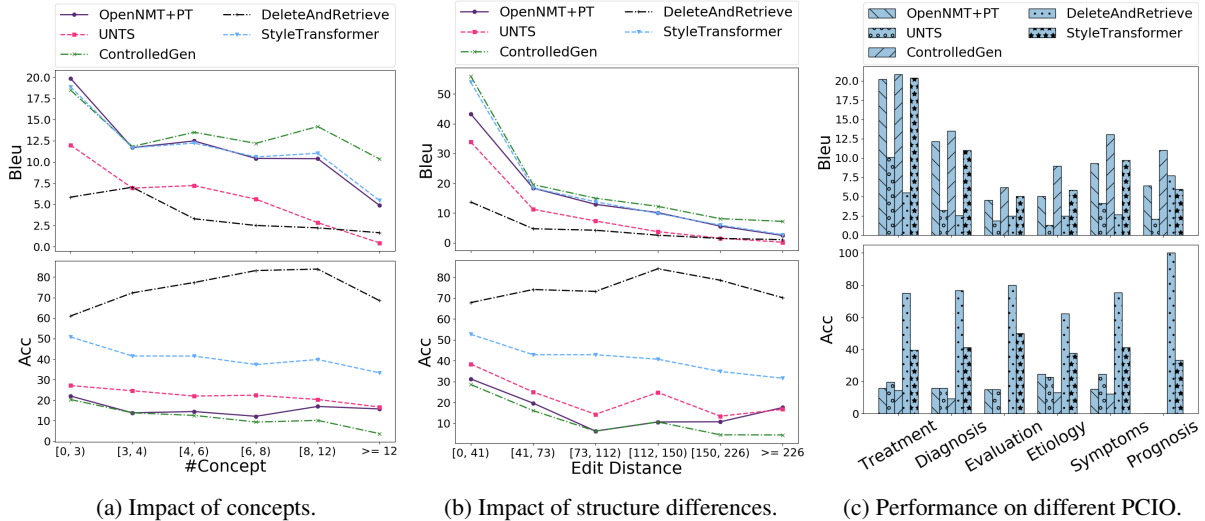 OpenNMT+PT DeleteAndRetrieve
UNTS StyleTransformer
ControlledGen
20.0
17.5
15.0
12.5
10.0
7.5
5.0
2.5
0.0
Bleu
80
70
60
50
40
30
20
10
0
Acc
[0, 3) [3, 4) [4, 6) [6, 8) [8, 12) >= 12
#Concept
(a) Impact of concepts.
OpenNMT+PT DeleteAndRetrieve
UNTS StyleTransformer
ControlledGen
50
40
30
20
10
0
Bleu
80
70
60
50
40
30
20
10
0
Acc
[0, 41) [41, 73) [73, 112) [112, 150) [150, 226) >= 226
Edit Distance
(b) Impact of structure differences.
OpenNMT+PT DeleteAndRetrieve
UNTS StyleTransformer
ControlledGen
20.0
17.5
15.0
12.5
10.0
7.5
5.0
2.5
0.0
Bleu
100
80
60
40
20
0
Acc
Treatment Diagnosis Evaluation Etiology Symptoms Prognosis
(c) Performance on different PCIO.